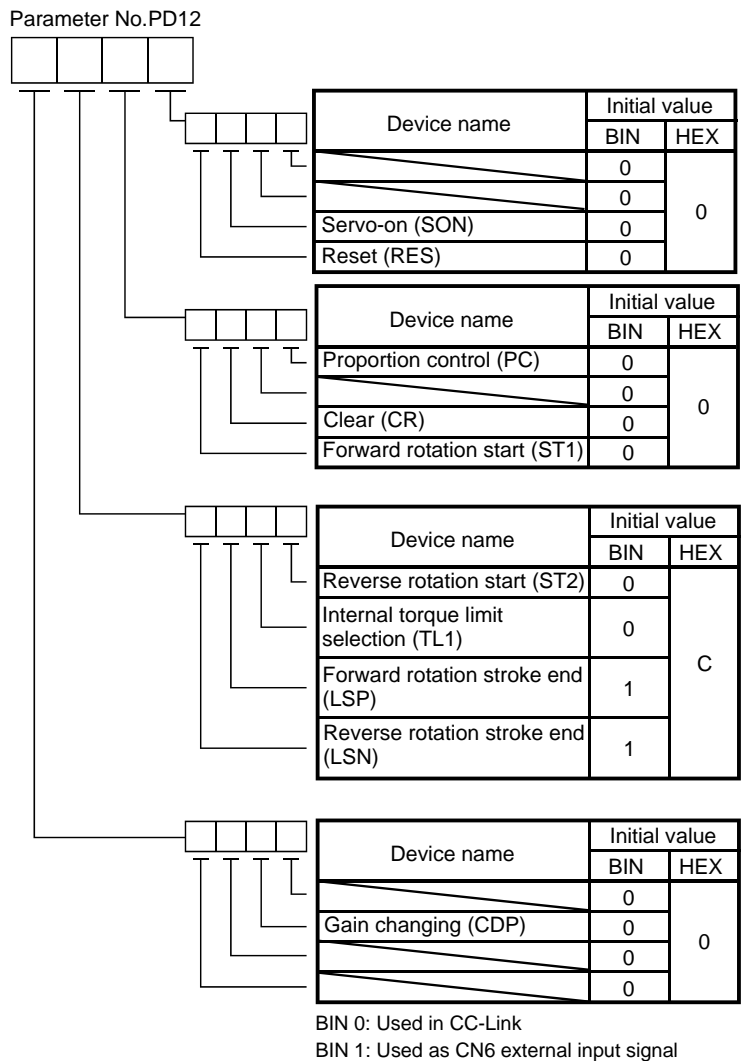 Parameter No.PD12
Device name
Initial value
BIN HEX
0
0
Servo-on (SON) 0
Reset (RES) 0
0
Device name
Initial value
BIN HEX
Proportion control (PC) 0
0
Clear (CR) 0
Forward rotation start (ST1) 0
0
Device name
Initial value
BIN HEX
Reverse rotation start (ST2) 0
Internal torque limit
selection (TL1) 0
Forward rotation stroke end
(LSP) 1
Reverse rotation stroke end
(LSN) 1
C
Device name
Initial value
BIN HEX
0
Gain changing (CDP) 0
0
0
0
BIN 0: Used in CC-Link
BIN 1: Used as CN6 external input signal